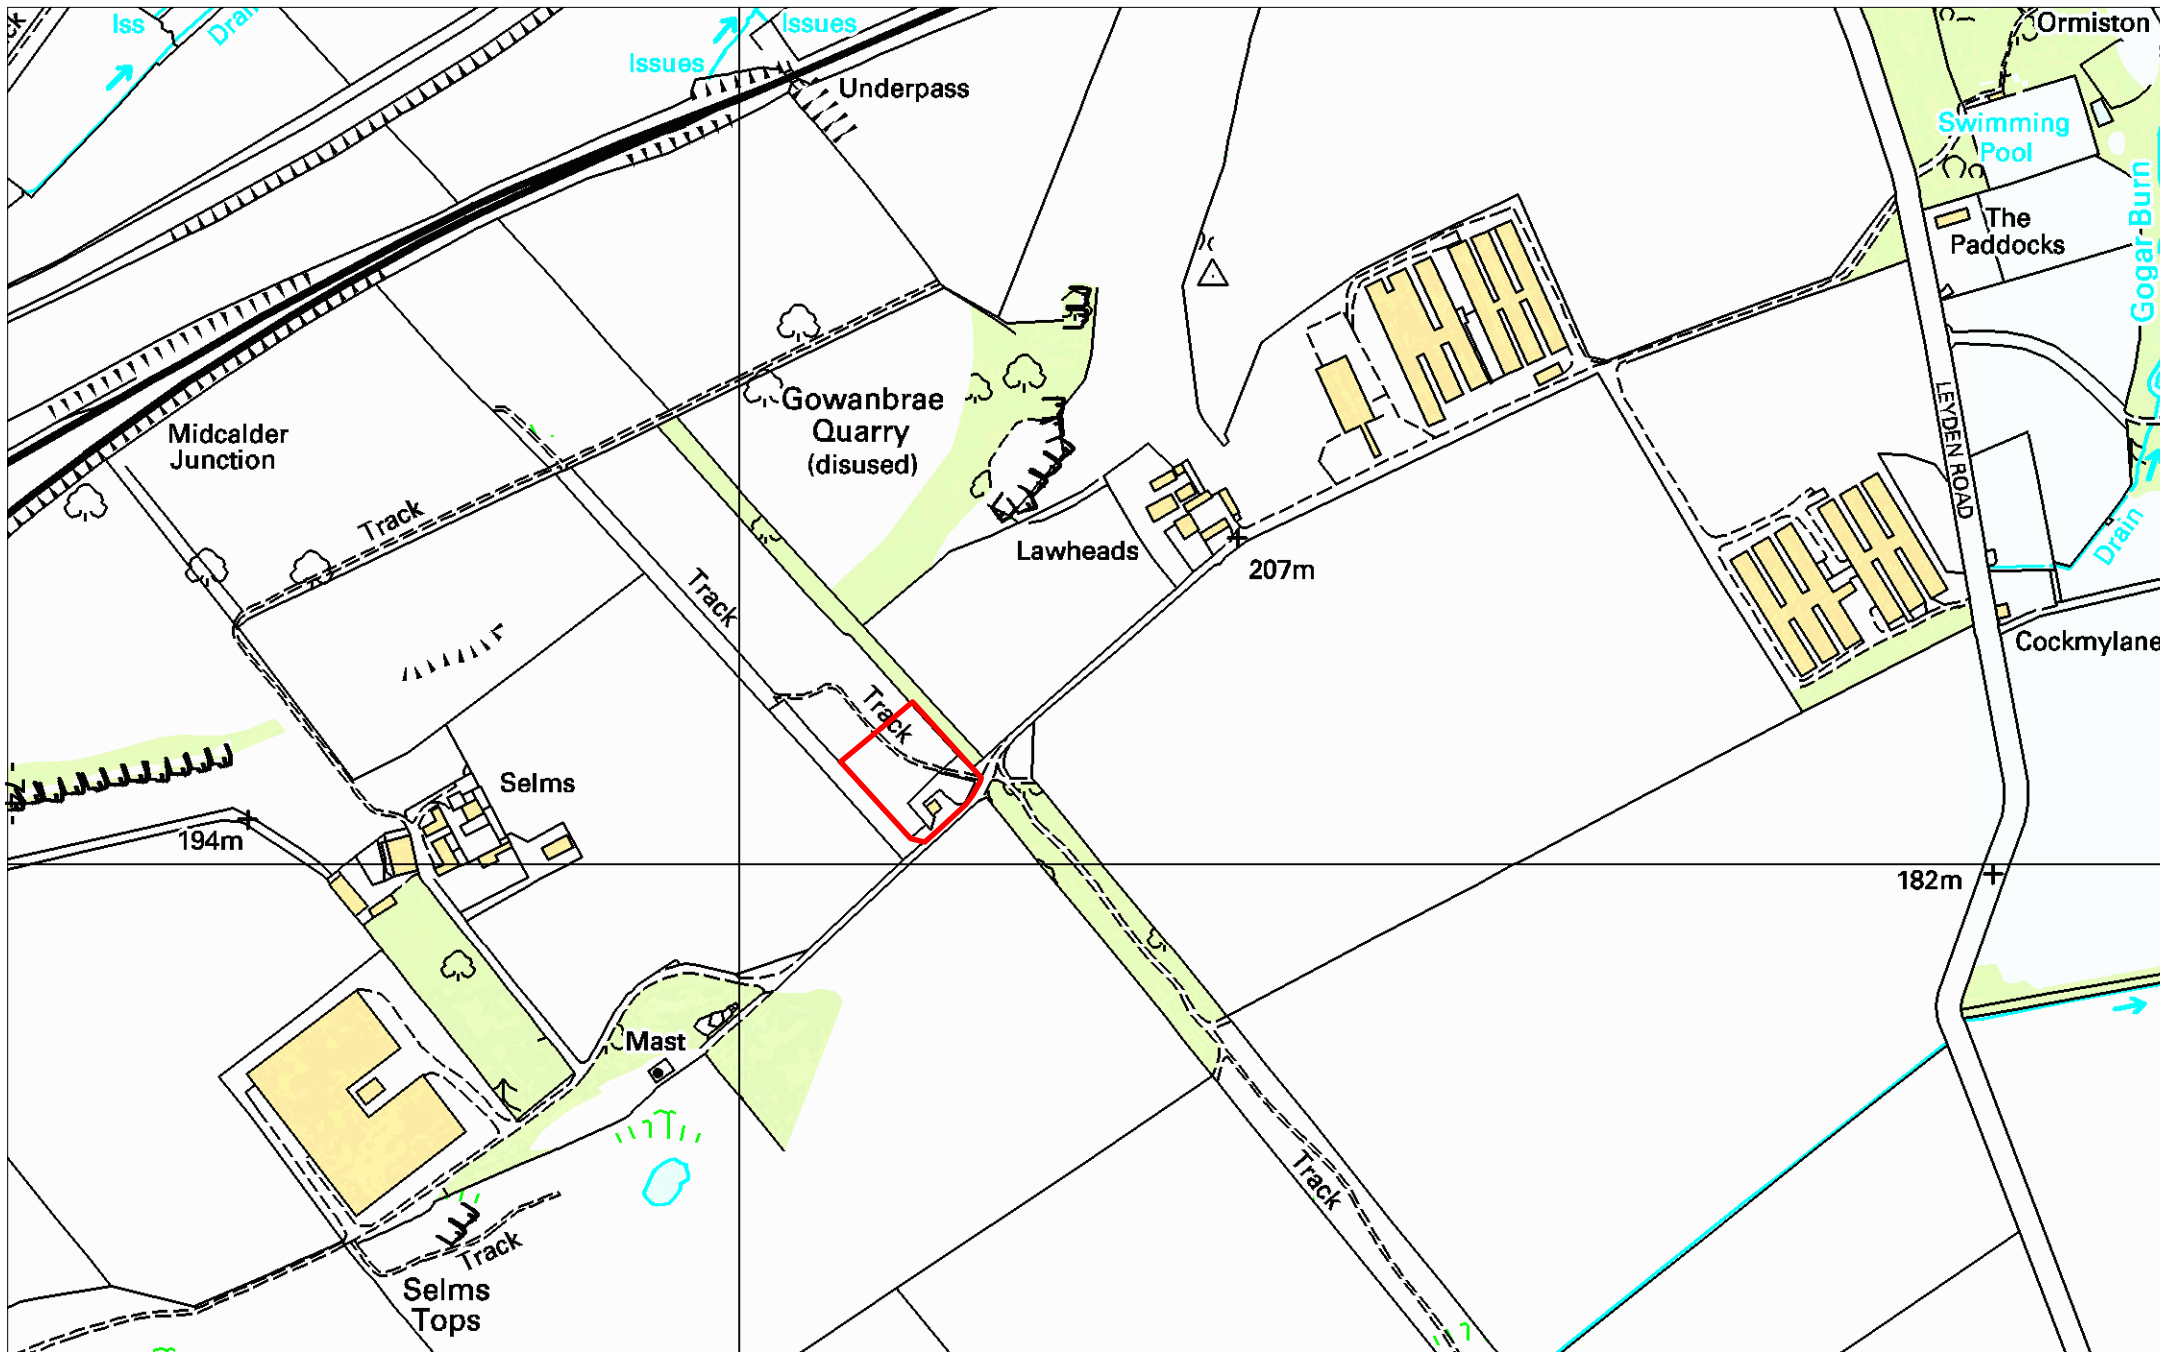 Iss
Drain
Issues
Issues
Ormiston
Underpass
Swimming
Pool
Gogar Burn
The
Paddocks
Gowanbrae
Quarry
(disused)
Midcalder
Junction
LEYDEN ROAD
Track
Lawheads
207m
Drain
Track
Cockmylane
Track
Selms
194m
182m
Mast
Track
Track
Selms
Tops